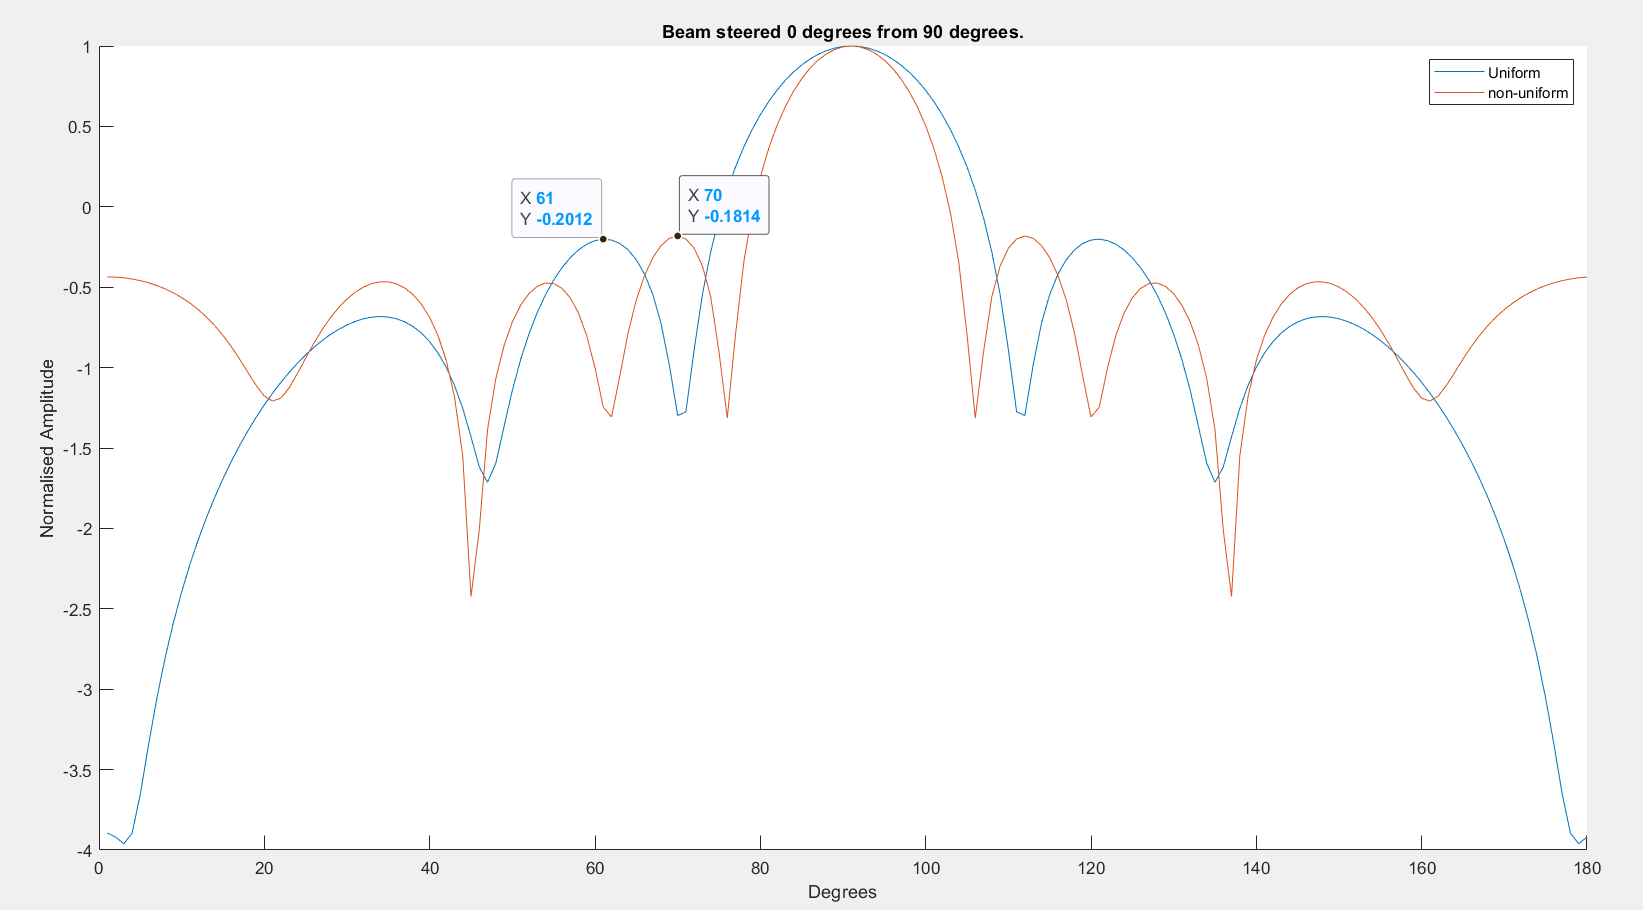 Beam steered 0 degrees from 90 degrees.
Uniform
non-uniform
X 61
Y -0.2012
X 70
Y -0.1814
1
0.5
0
-0.5
-1
-1.5
-2
-2.5
-3
-3.5
-4
Normalised Amplitude
0 20 40 60 80 100 120 140 160 180
Degrees